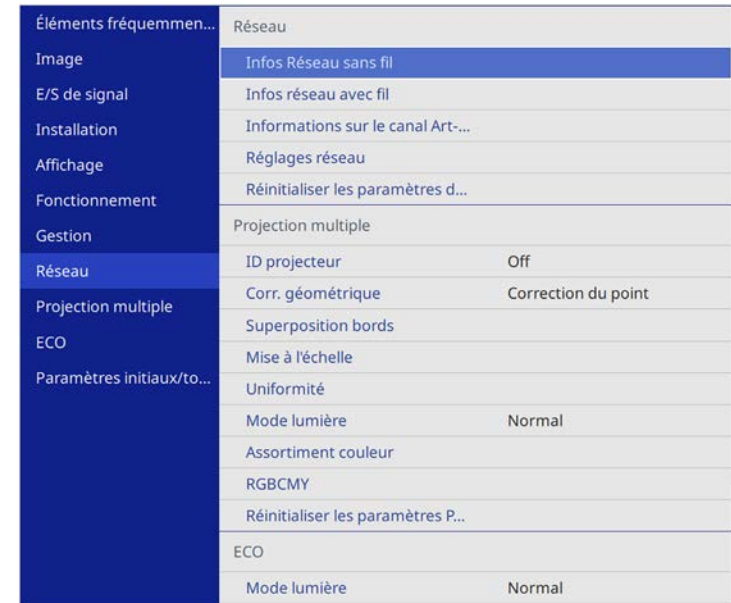 Éléments fréquemmen...
Image
E/S de signal
Installation
Affichage
Fonctionnement
Gestion
Réseau
Projection multiple
ECO
Paramètres initiaux/to...
Réseau
Infos Réseau sans fil
Infos réseau avec fil
Informations sur le canal Art-...
Réglages réseau
Réinitialiser les paramètres d...
Projection multiple
ID projecteur Off
Corr. géométrique Correction du point
Superposition bords
Mise à l'échelle
Uniformité
Mode lumière Normal
Assortiment couleur
RGBCMY
Réinitialiser les paramètres P...
ECO
Mode lumière Normal